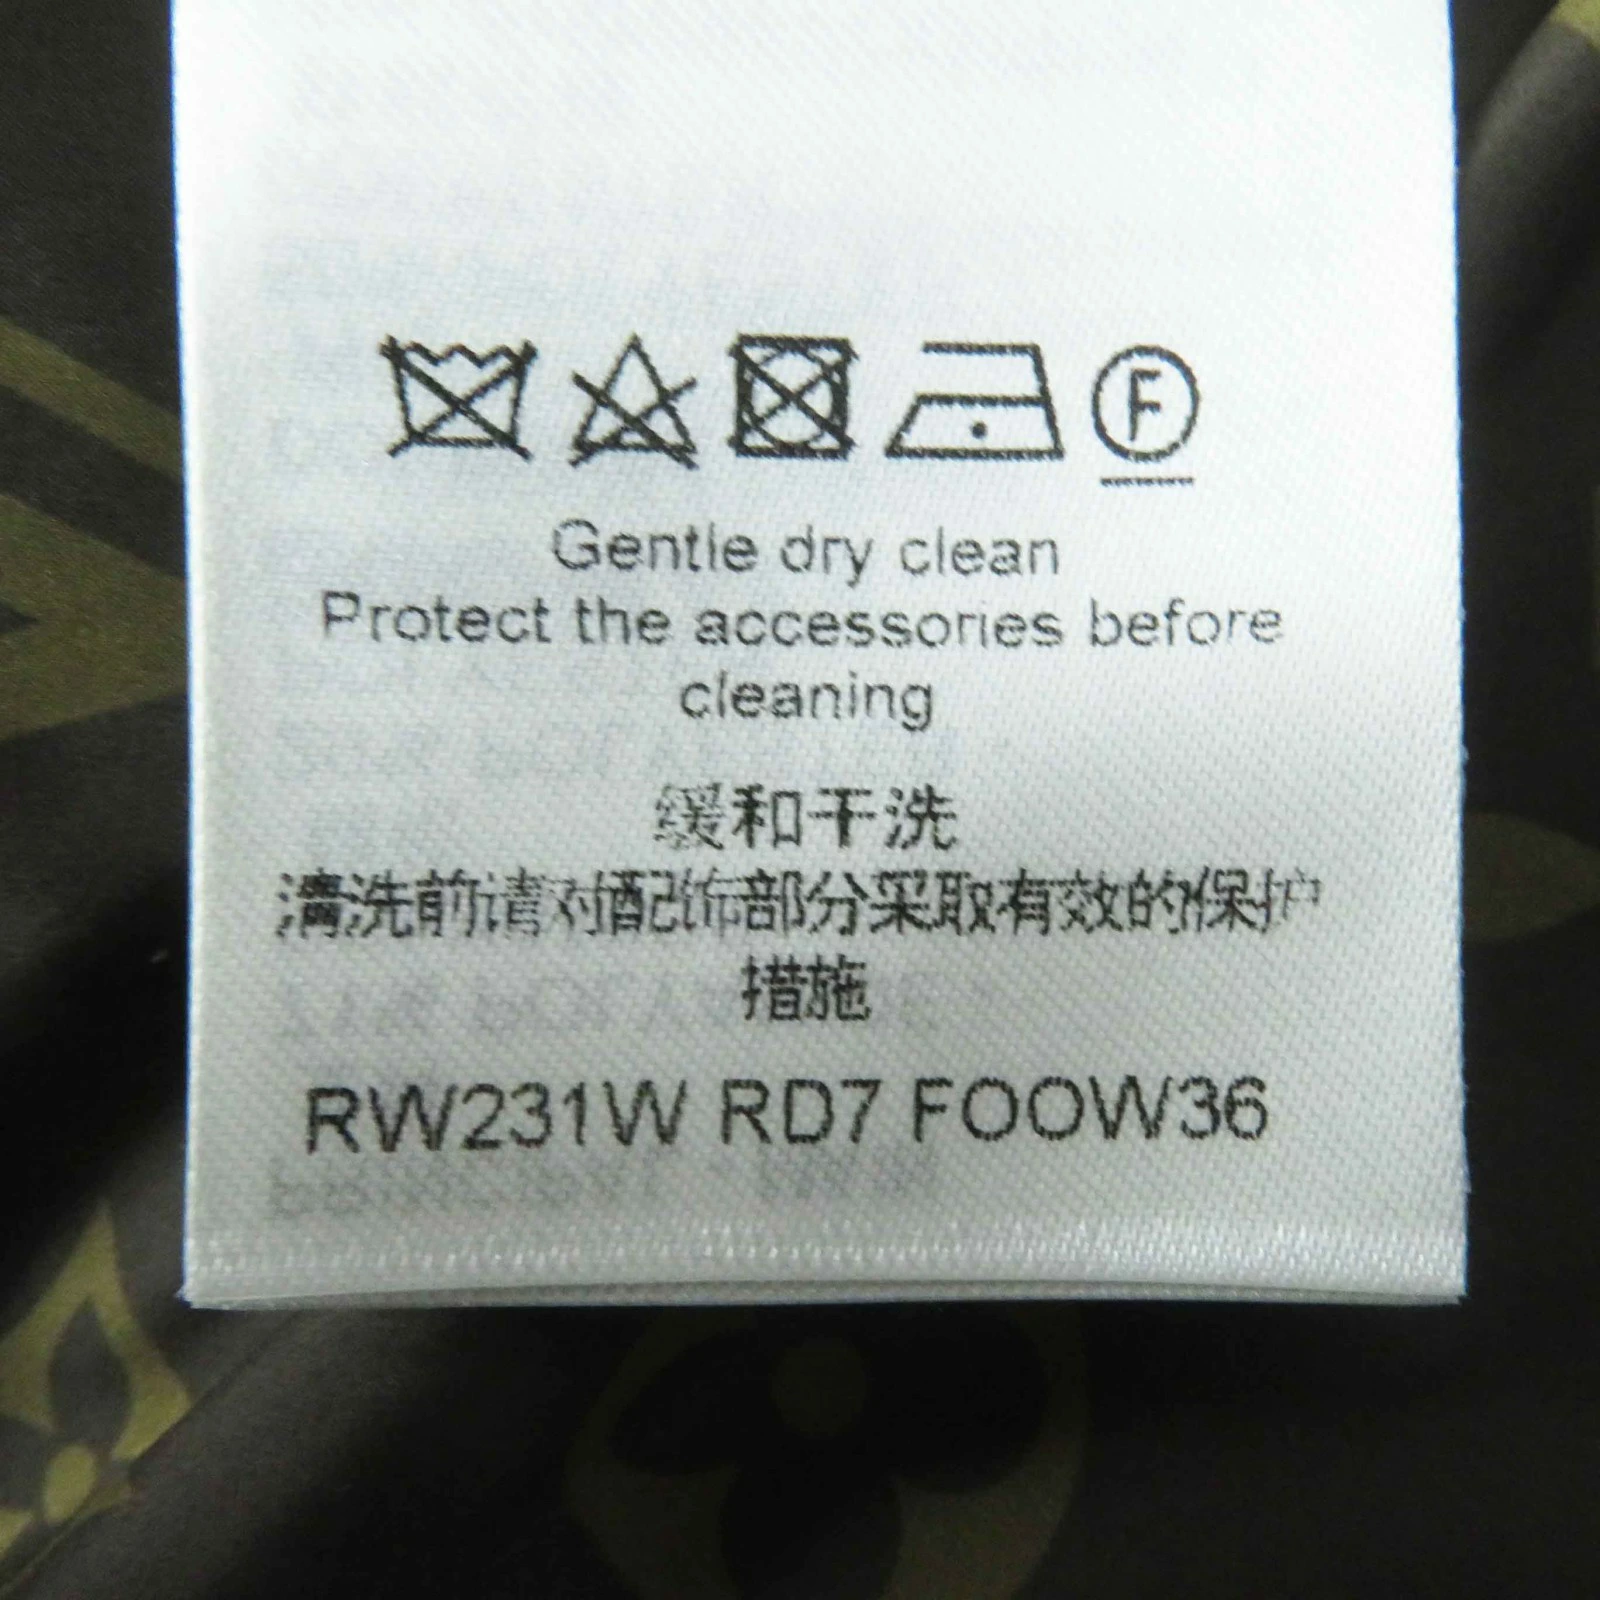 F
Gentle dry clean
Protect the accessories before
cleaning
缓和干洗
清洗前请对配饰部分采取有效的保护
措施
RW231W RD7 FOOW36